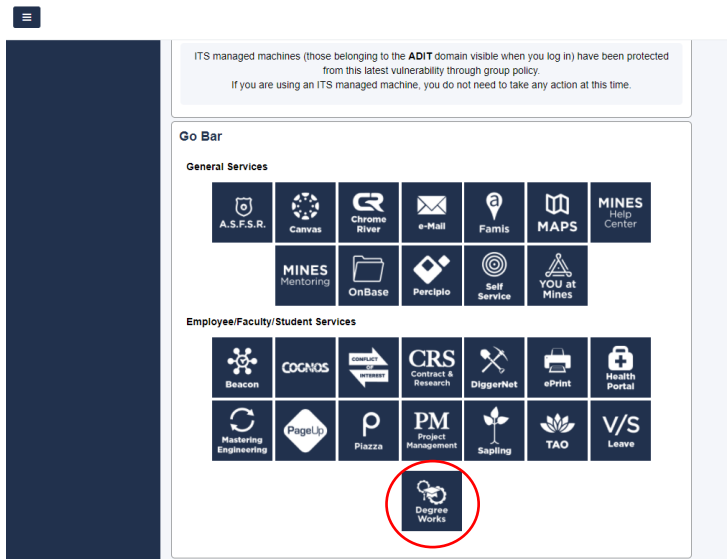 ITS managed machines (those belonging to the ADIT domain visible when you log in) have been protected
from this latest vulnerability through group policy.
If you are using an ITS managed machine, you do not need to take any action at this time.
Go Bar
General Services
A.S.F.S.R.
Canvas
CR
Chrome
River
e-Mail
a
Famis
MAPS
MINES
Help
Center
MINES
Mentoring
OnBase
Percipio
Self
Service
YOU at
Mines
Employee/Faculty/Student Services
Beacon
COGNOS
CONFLICT
OF
INTEREST
CRS
Contract &
Research
DiggerNet
ePrint
Health
Portal
Mastering
Engineering
PageUp
Piazza
PM
Project
Management
Sapling
TAO
V/S
Leave
Degree
Works